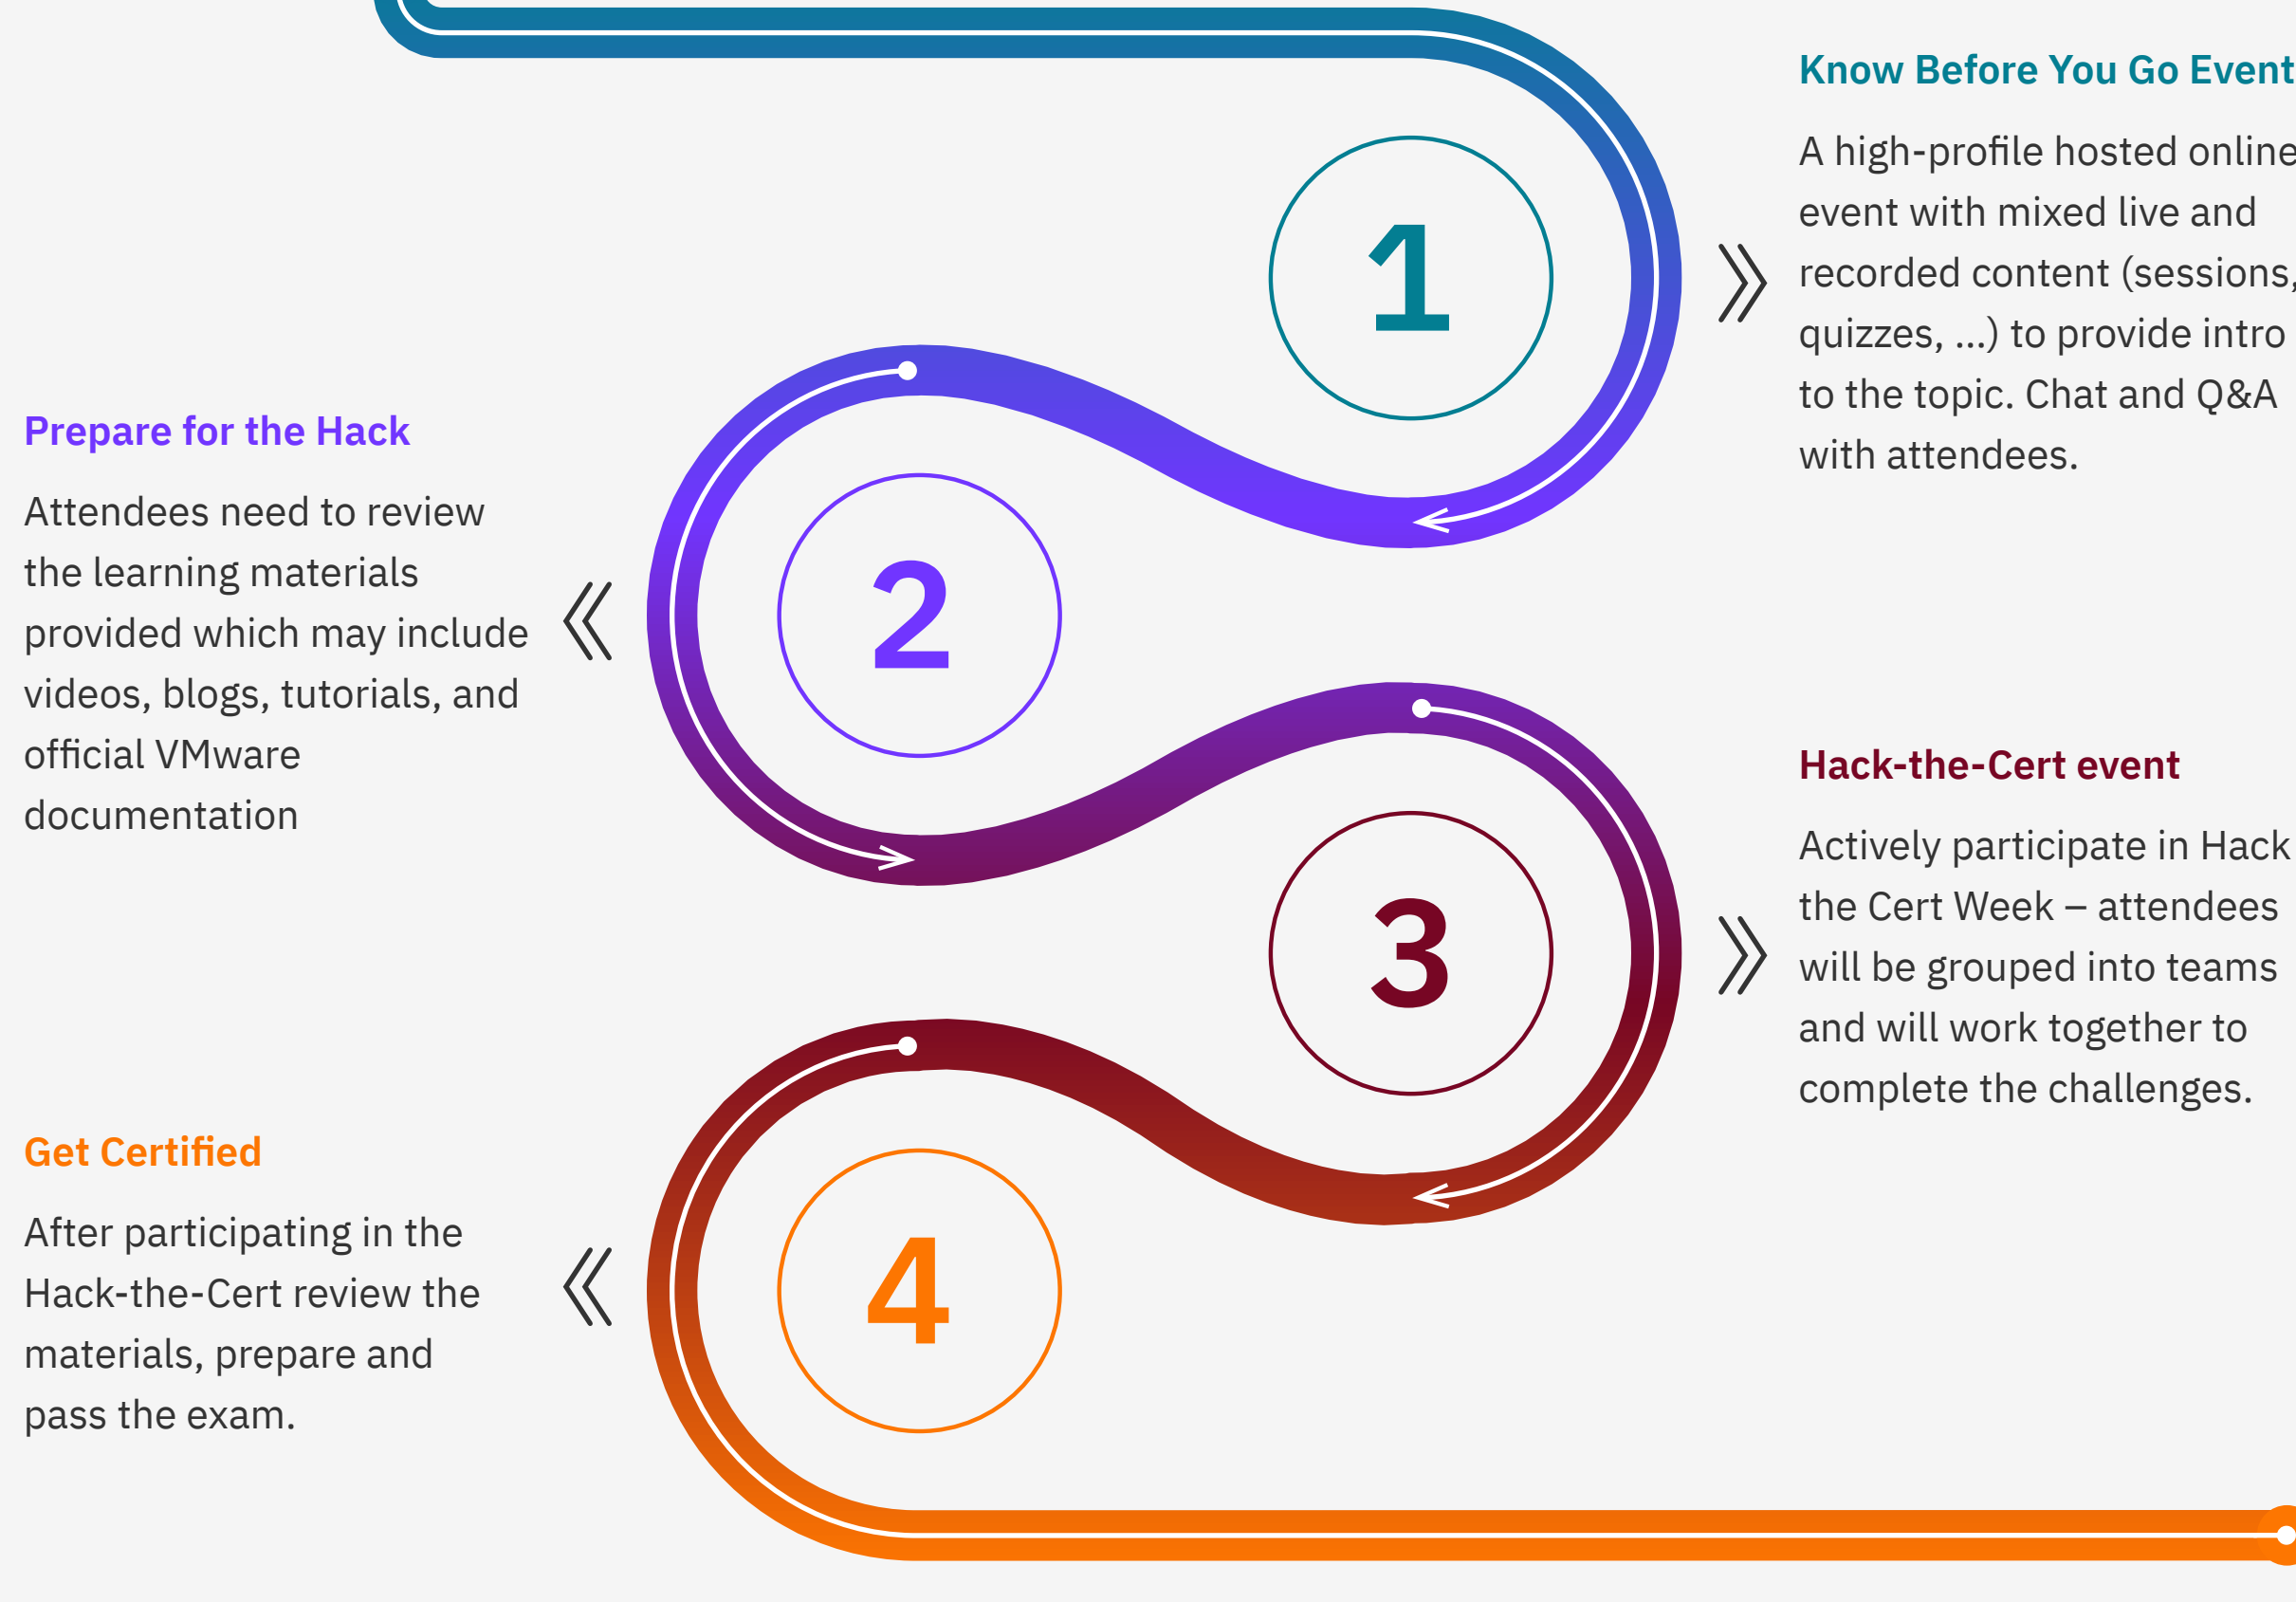 Know Before You Go Event
A high-profile hosted online
event with mixed live and
recorded content (sessions,
quizzes, ...) to provide intro
to the topic. Chat and Q&A
with attendees.
1
Prepare for the Hack
Attendees need to review
the learning materials
provided which may include
videos, blogs, tutorials, and
official VMware
documentation
2
Hack-the-Cert event
Actively participate in Hack
the Cert Week – attendees
will be grouped into teams
and will work together to
complete the challenges.
3
Get Certified
After participating in the
Hack-the-Cert review the
materials, prepare and
pass the exam.
4